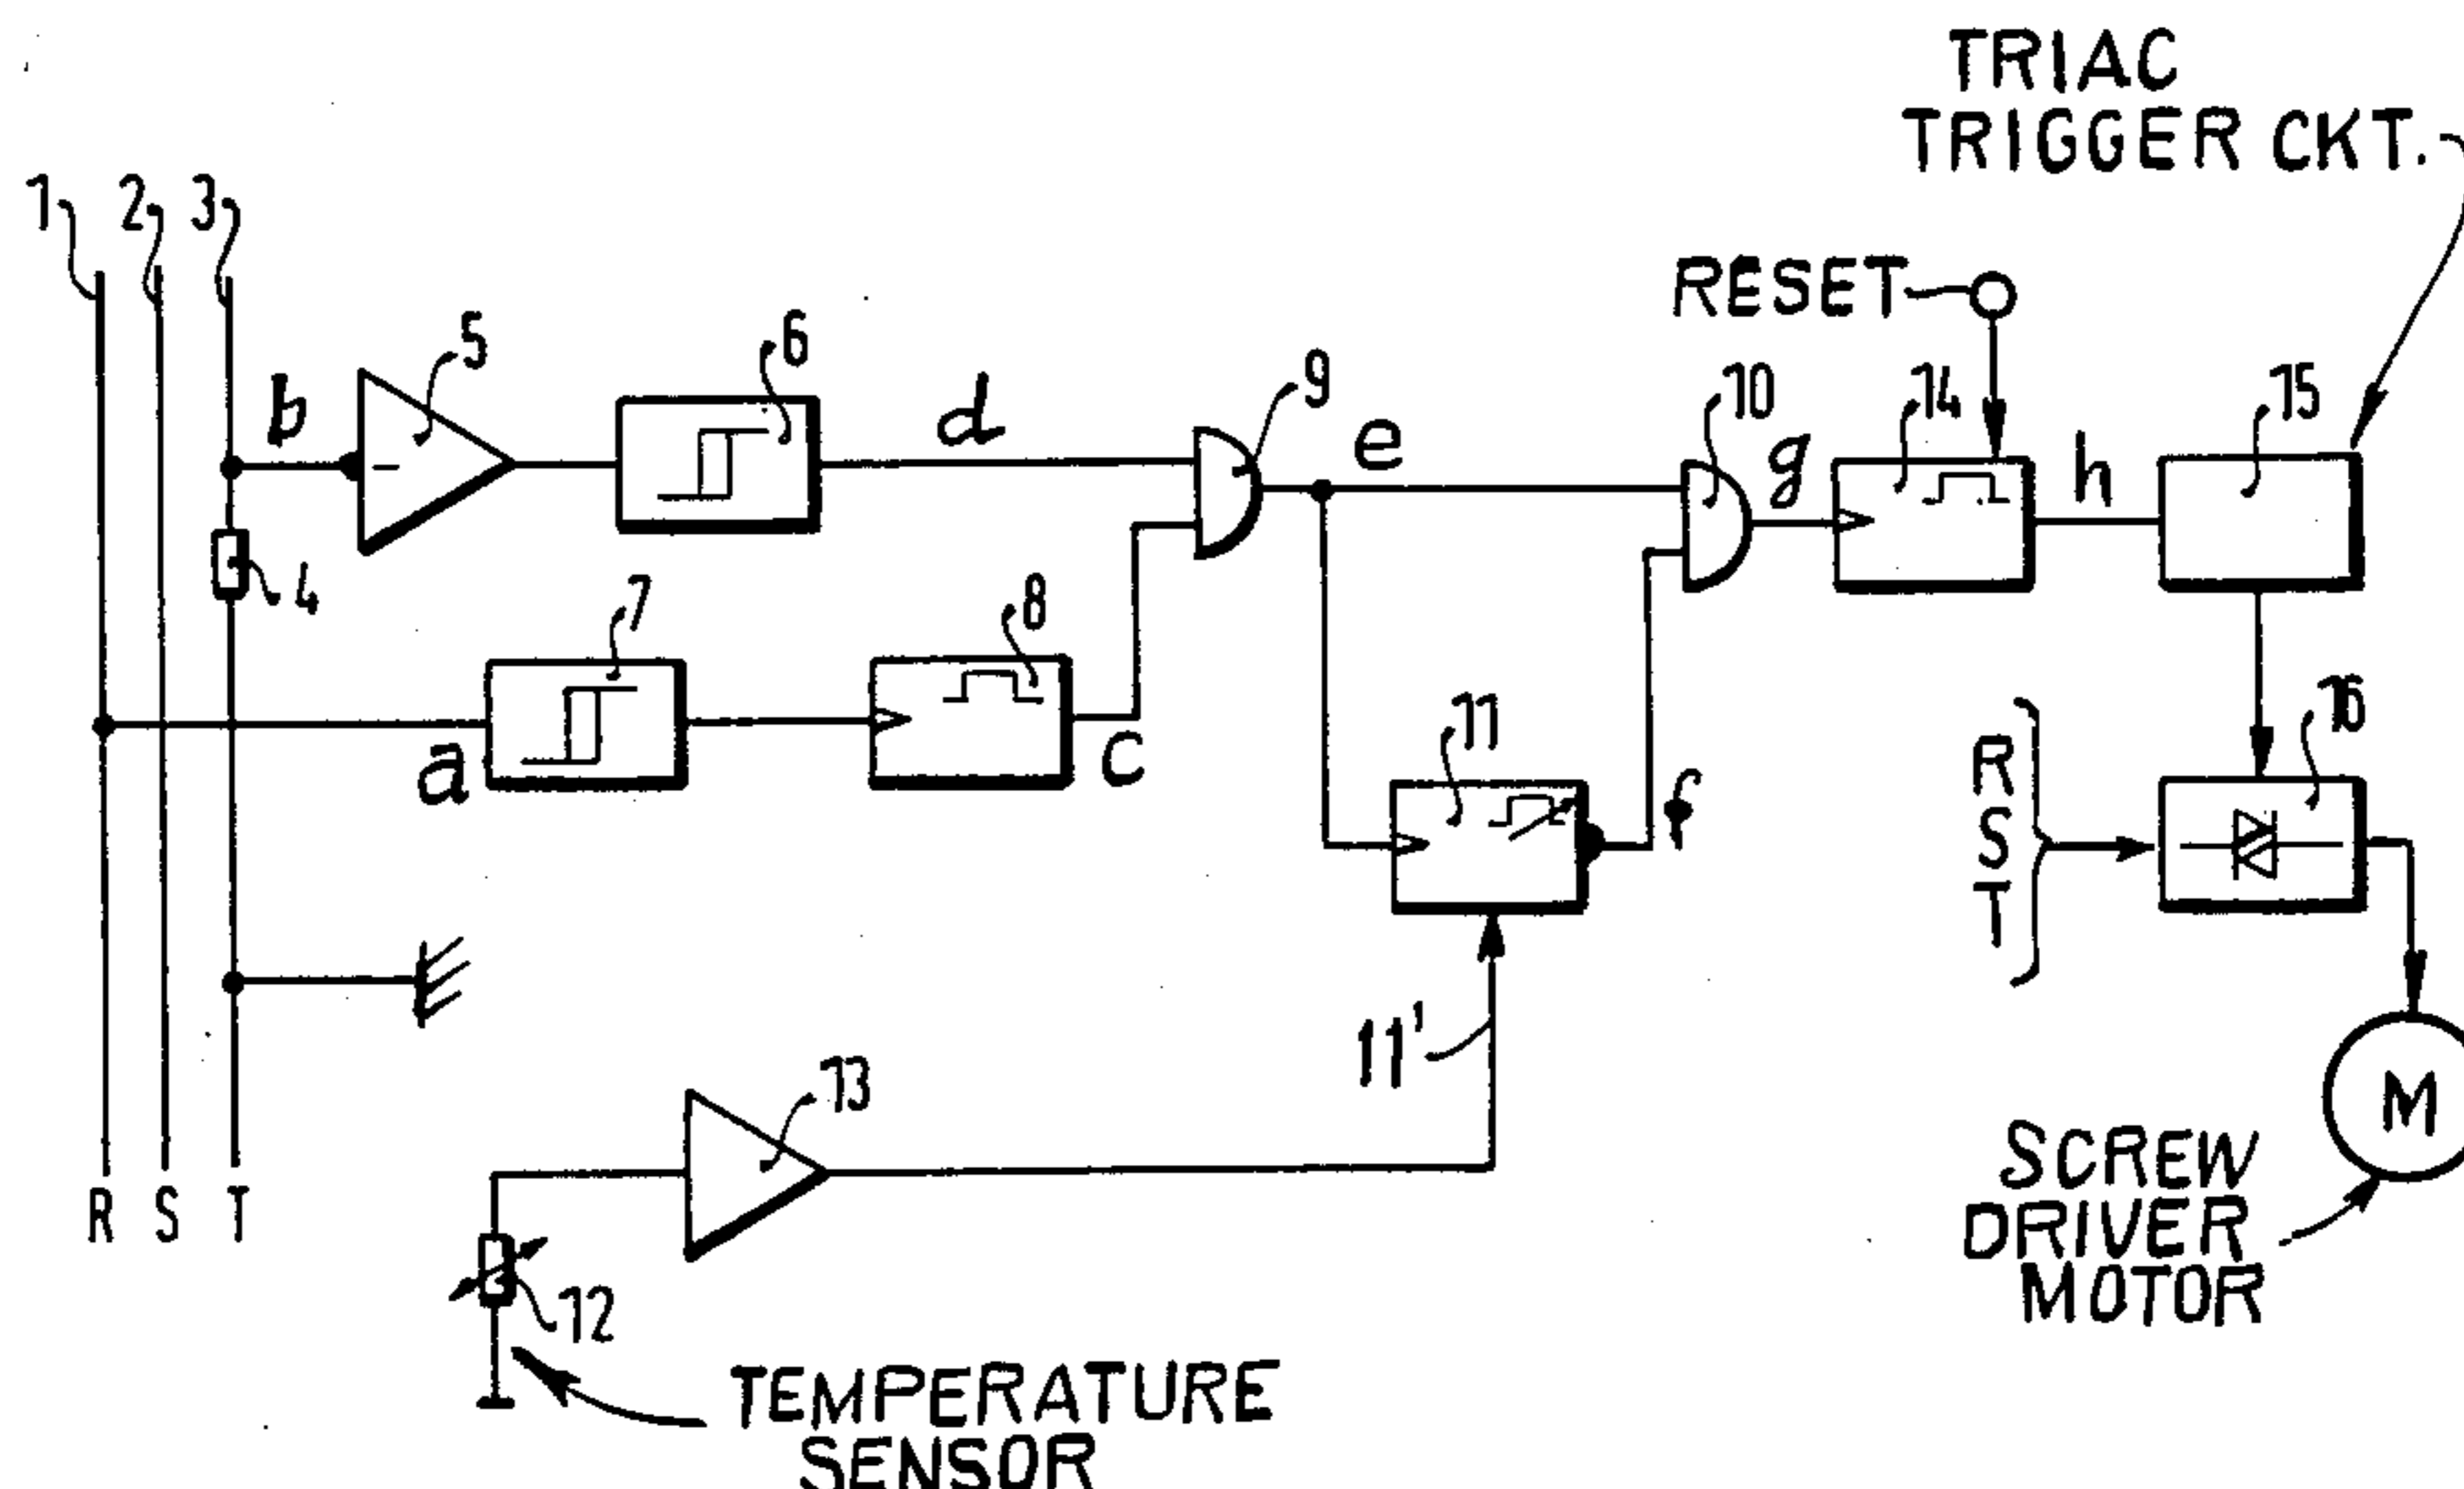 TRIAC
TRIGGER CKT.
1 2 3
RESET
b 5 6 d 9 e 10 g 14 h 15
4
7 8
a c 11 f 16
R
S
T
11'
13
M
R S T
SCREW
DRIVER
MOTOR
12
TEMPERATURE
SENSOR